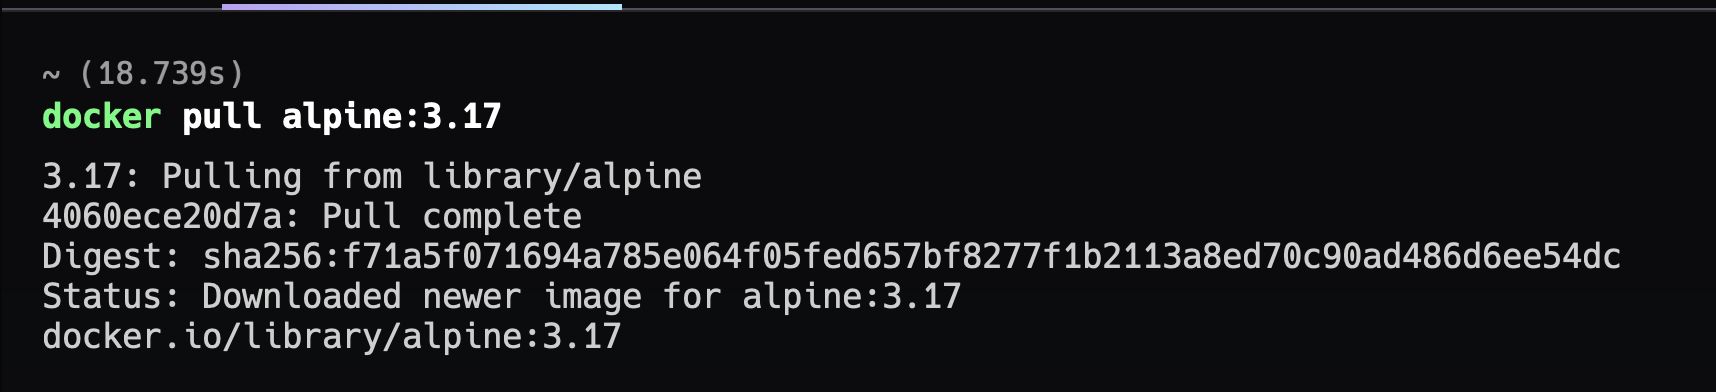 ~ (18.739s)
docker pull alpine:3.17
3.17: Pulling from library/alpine
4060ece20d7a: Pull complete
Digest: sha256:f71a5f071694a785e064f05fed657bf8277f1b2113a8ed70c90ad486d6ee54dc
Status: Downloaded newer image for alpine:3.17
docker.io/library/alpine:3.17